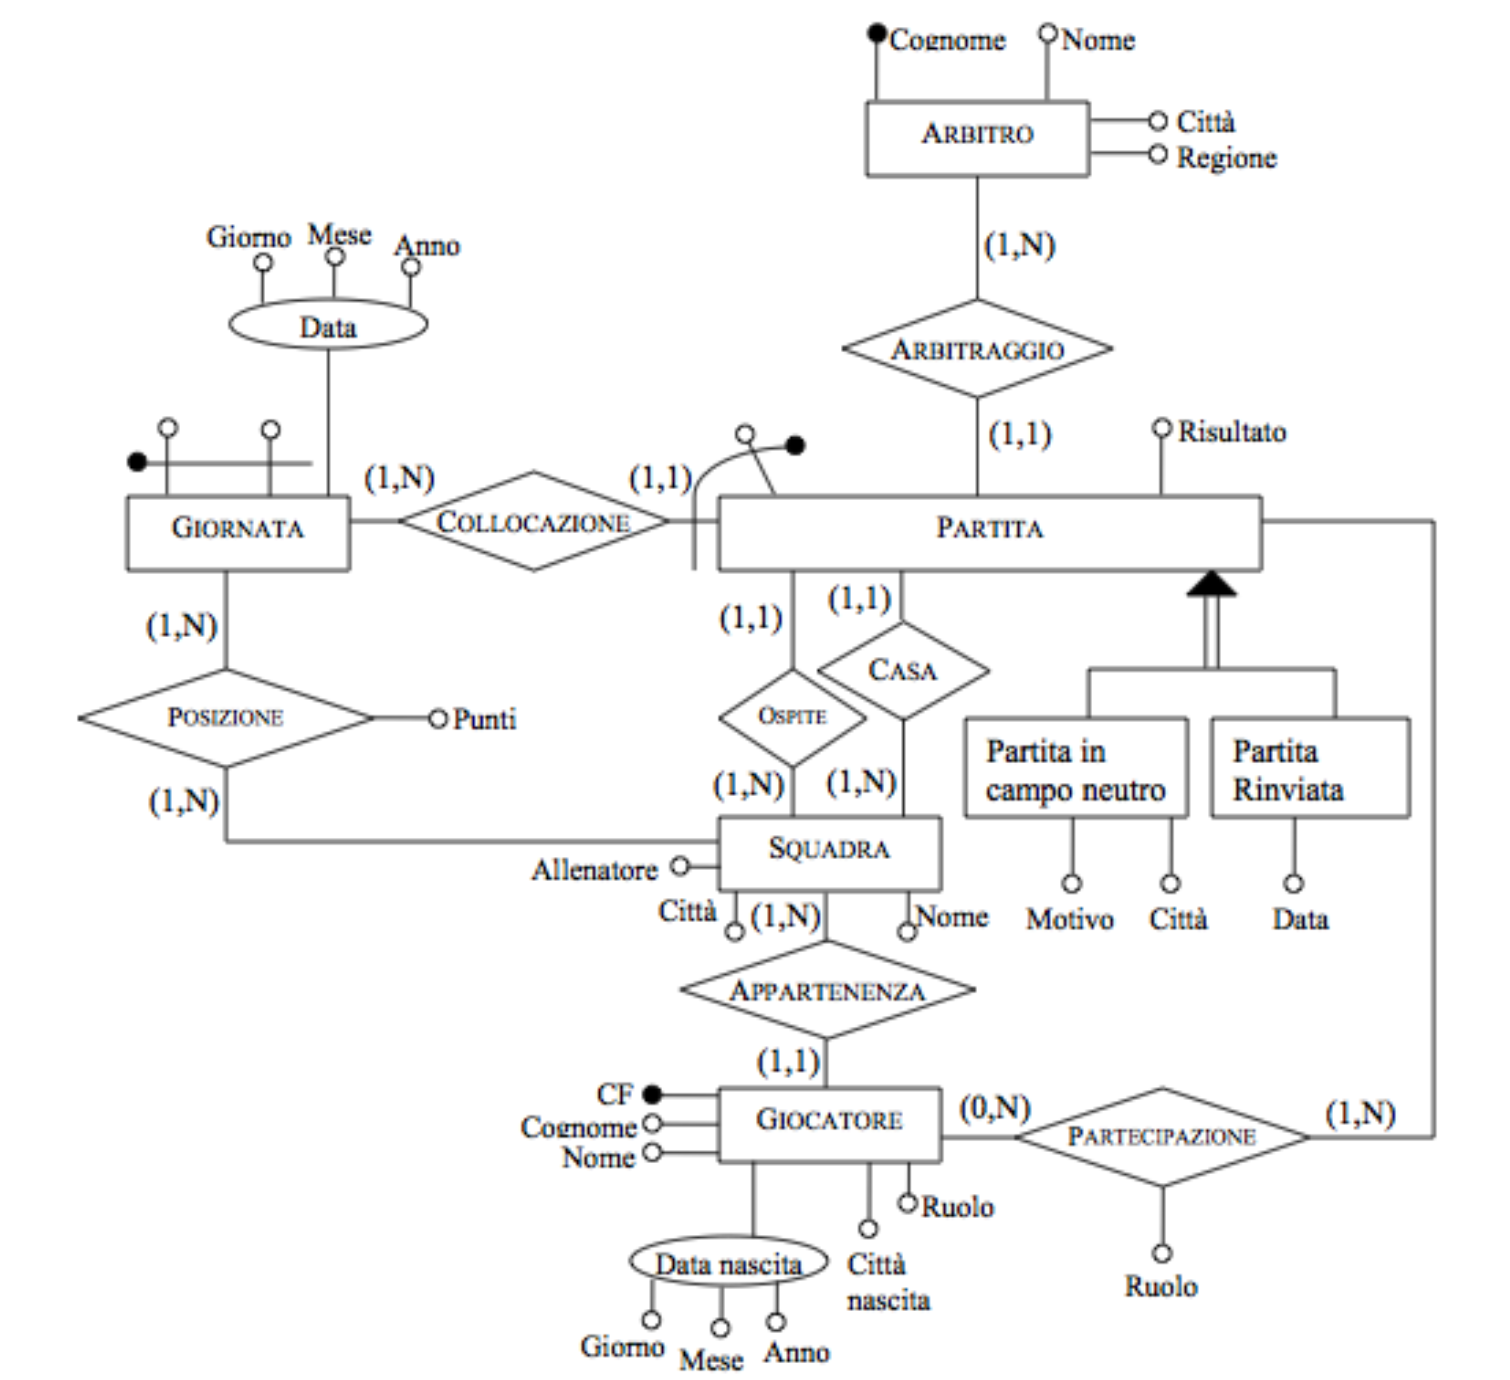 Cognome
Nome
ARBITRO
Città
Regione
(1,N)
Giorno
Mese
Anno
Data
ARBITRAGGIO
(1,1)
Risultato
(1,N)
(1,1)
GIORNATA
COLLOCAZIONE
PARTITA
(1,N)
(1,1)
(1,1)
CASA
POSIZIONE
Punti
OSPITE
(1,N)
(1,N)
(1,N)
Partita in
campo neutro
Partita
Rinviata
SQUADRA
Allenatore
Città
(1,N)
Nome
Motivo
Città
Data
APPARTENENZA
(1,1)
CF
Cognome
Nome
GIOCATORE
(0,N)
PARTECIPAZIONE
(1,N)
Ruolo
Data nascita
Città
nascita
Ruolo
Giorno
Mese
Anno